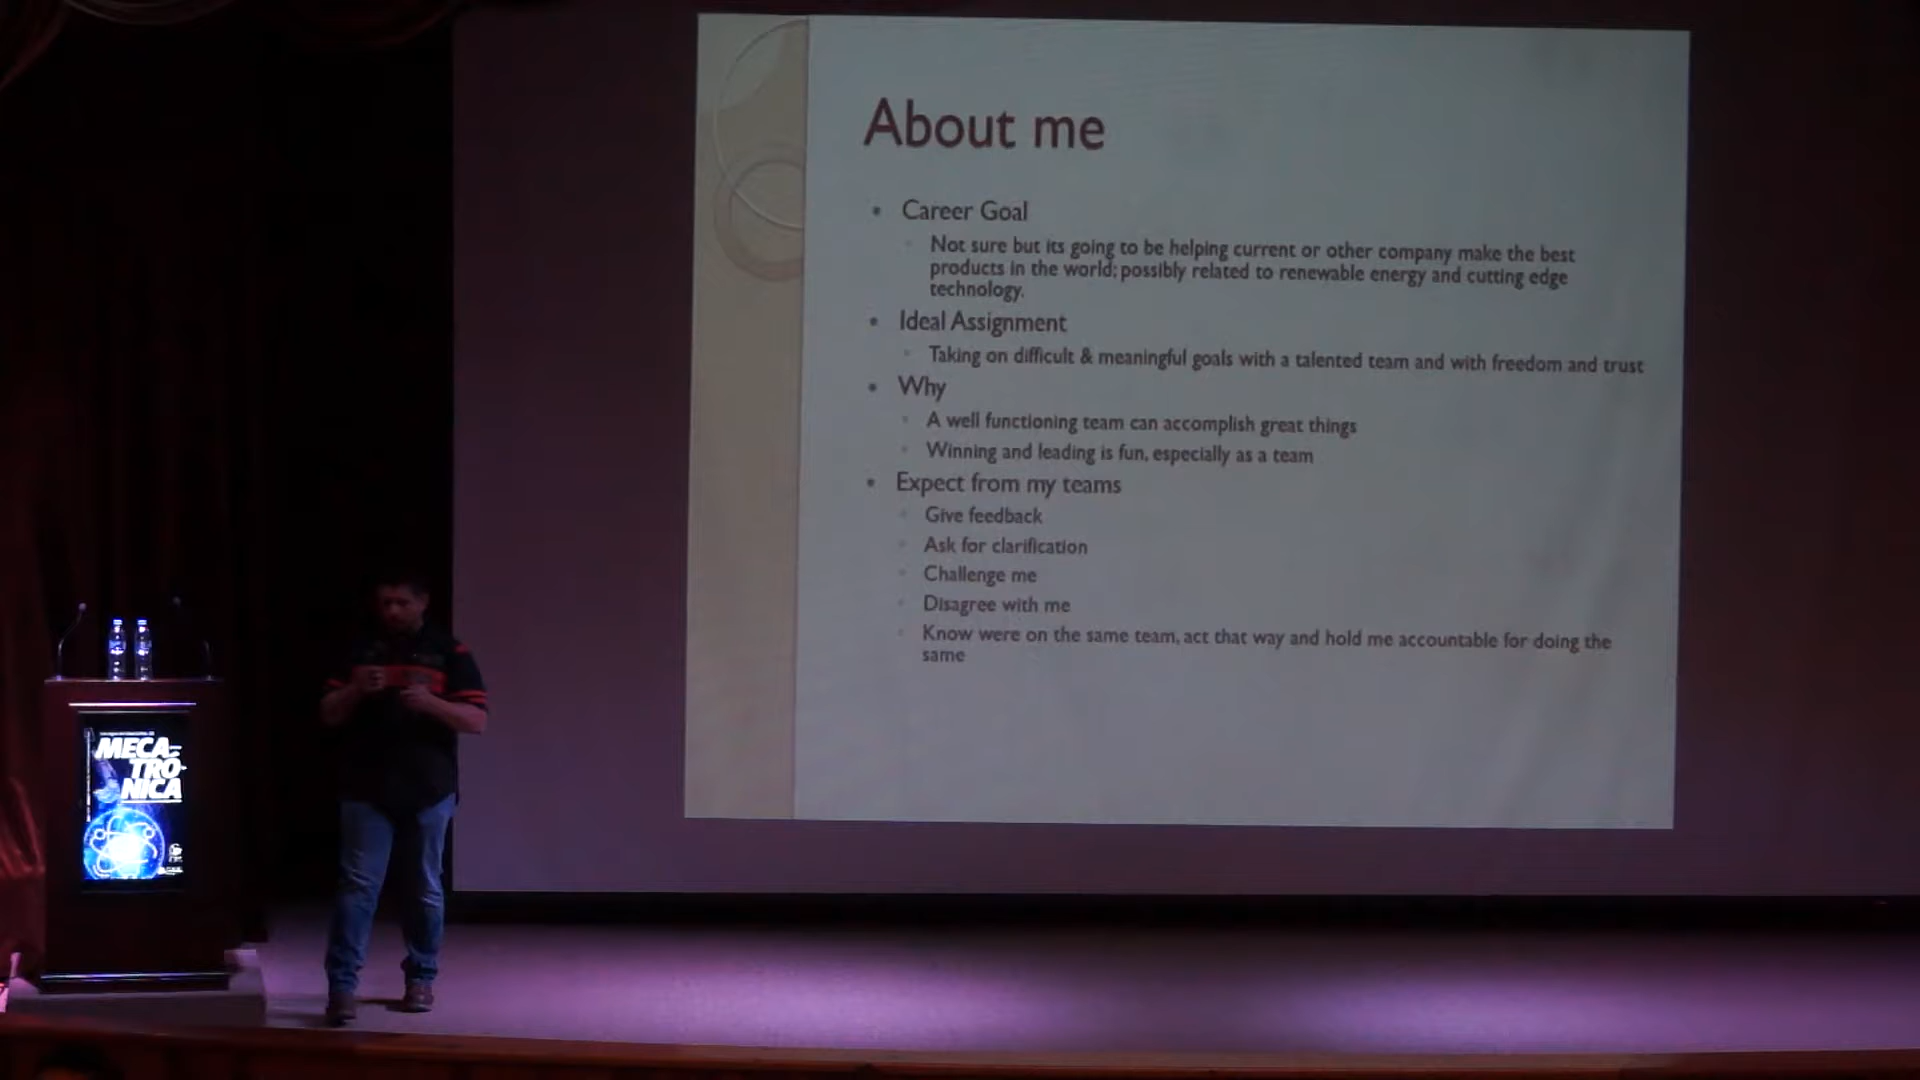 About me
Career Goal
Not sure but its going to be helping current or other company make the best
products in the world; possibly related to renewable energy and cutting edge
technology.
Ideal Assignment
Taking on difficult & meaningful goals with a talented team and with freedom and trust
Why
A well functioning team can accomplish great things
Winning and leading is fun, especially as a team
Expect from my teams
Give feedback
Ask for clarification
Challenge me
Disagree with me
Know were on the same team, act that way and hold me accountable for doing the
same
MECA-
TRÓ-
NICA